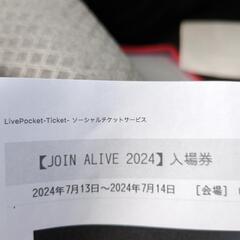 LivePocket-Ticket- ソーシャルチケットサービス
【JOIN ALIVE 2024】入場券
2024年7月13日～2024年7月14日 [会場]